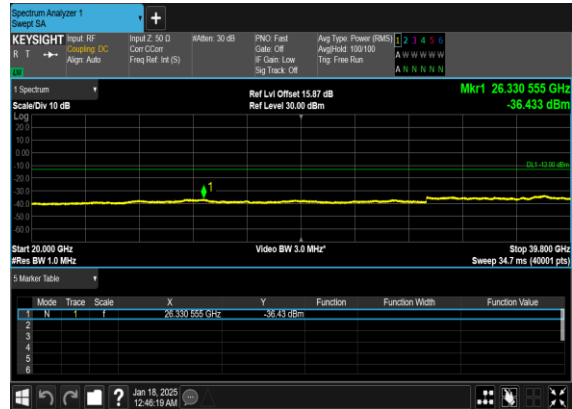 Spectrum Analyzer 1
Swept SA
+
KEYSIGHT Input: RF Input Z: 50 Ω #Atten: 30 dB PNO: Fast Avg Type: Power (RMS) 1 2 3 4 5 6
R T Coupling: DC Corr CCorr Gate: Off Avg|Hold: 100/100 A W W W W W
Align: Auto Freq Ref: Int (S) IF Gain: Low Trig: Free Run
Sig Track: Off A N N N N N
1 Spectrum Ref Lvl Offset 15.87 dB Mkr1 26.330 555 GHz
Scale/Div 10 dB Ref Level 30.00 dBm -36.433 dBm
Log
20.0
10.0
0.00
-10.0
DL1 -13.00 dBm
-20.0
-30.0
1
-40.0
-50.0
-60.0
Start 20.000 GHz Video BW 3.0 MHz* Stop 39.800 GHz
#Res BW 1.0 MHz Sweep 34.7 ms (40001 pts)
5 Marker Table
Mode Trace Scale X Y Function Function Width Function Value
1 N 1 f 26.330 555 GHz -36.43 dBm
2
3
4
5
6
? Jan 18, 2025
12:46:19 AM